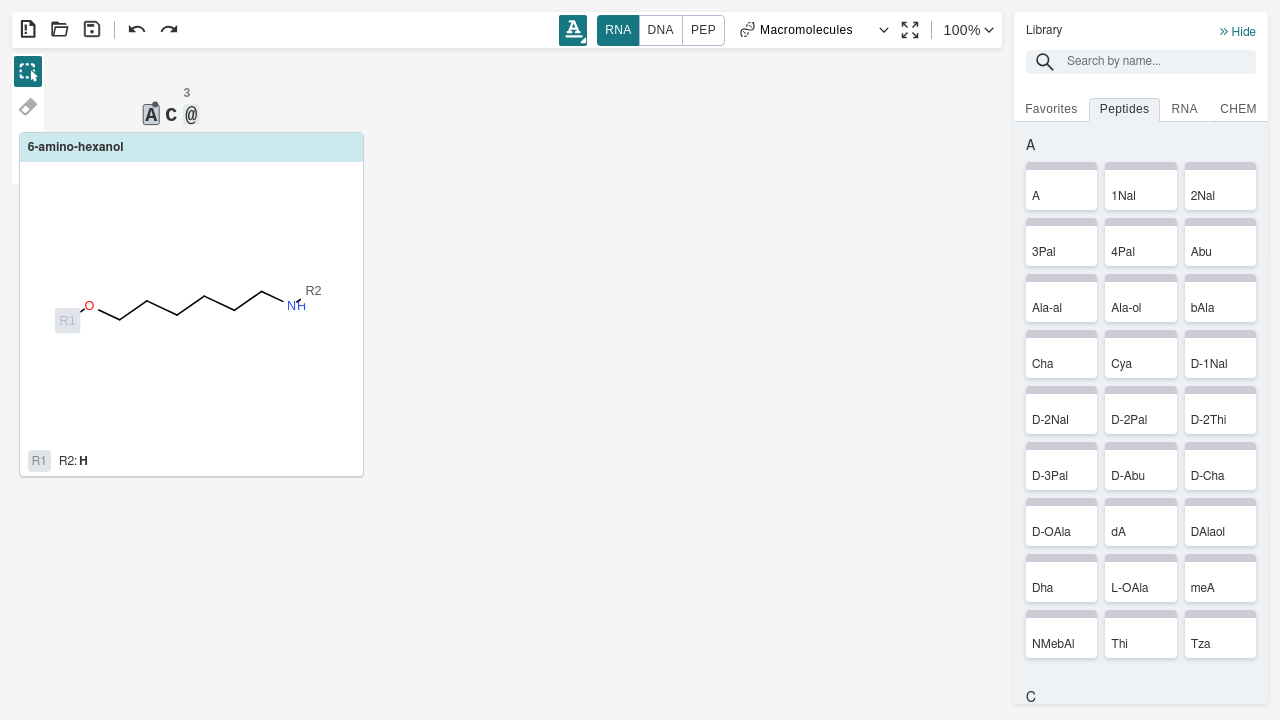 A RNA DNA PEP Macromolecules 100%
3
A C @
6-amino-hexanol
R1 O NH R2
R1 R2: H
Library
Hide
Search by name...
Favorites Peptides RNA CHEM
A
A 1Nal 2Nal
3Pal 4Pal Abu
Ala-al Ala-ol bAla
Cha Cya D-1Nal
D-2Nal D-2Pal D-2Thi
D-3Pal D-Abu D-Cha
D-OAla dA DAlaol
Dha L-OAla meA
NMebAl Thi Tza
C